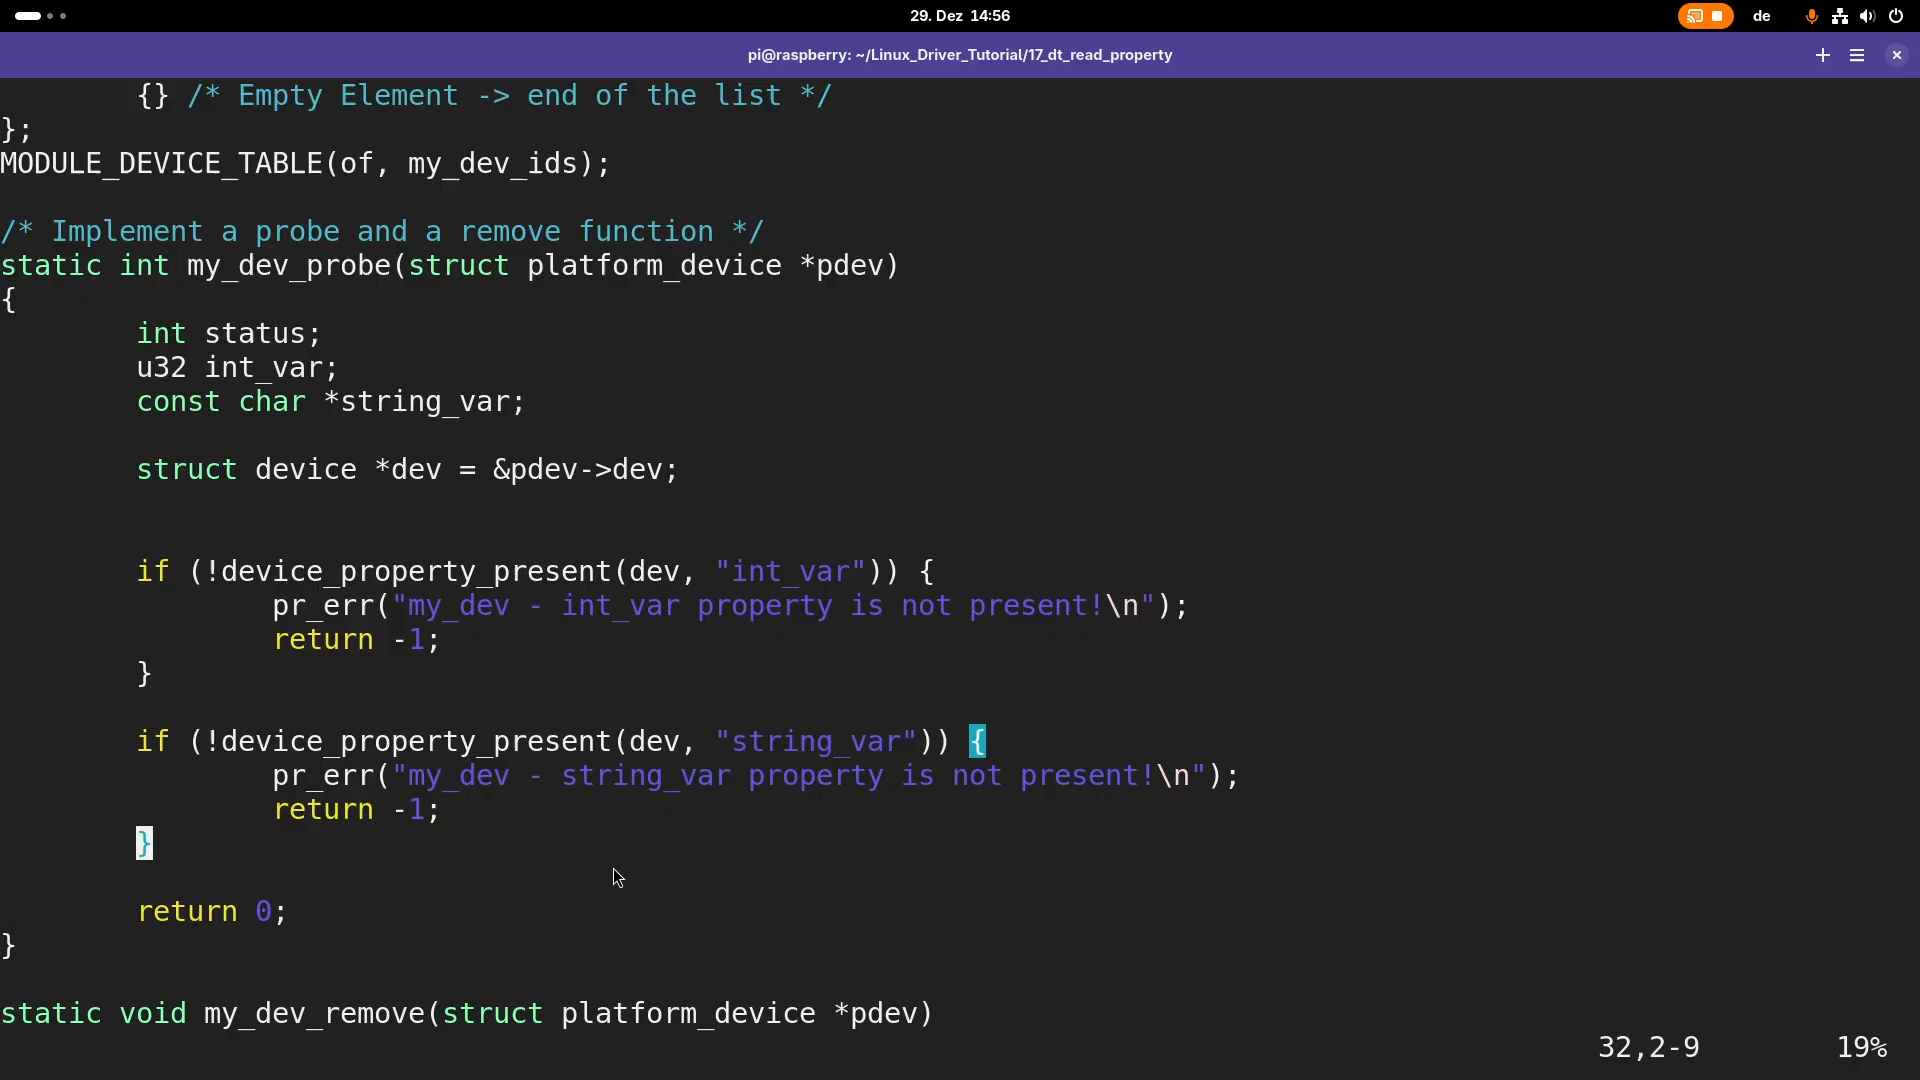 29. Dez 14:56
de
pi@raspberry: ~/Linux_Driver_Tutorial/17_dt_read_property
        {} /* Empty Element -> end of the list */
};
MODULE_DEVICE_TABLE(of, my_dev_ids);

/* Implement a probe and a remove function */
static int my_dev_probe(struct platform_device *pdev)
{
        int status;
        u32 int_var;
        const char *string_var;

        struct device *dev = &pdev->dev;


        if (!device_property_present(dev, "int_var")) {
                pr_err("my_dev - int_var property is not present!\n");
                return -1;
        }

        if (!device_property_present(dev, "string_var")) {
                pr_err("my_dev - string_var property is not present!\n");
                return -1;
        }

        return 0;
}

static void my_dev_remove(struct platform_device *pdev)
32,2-9 19%